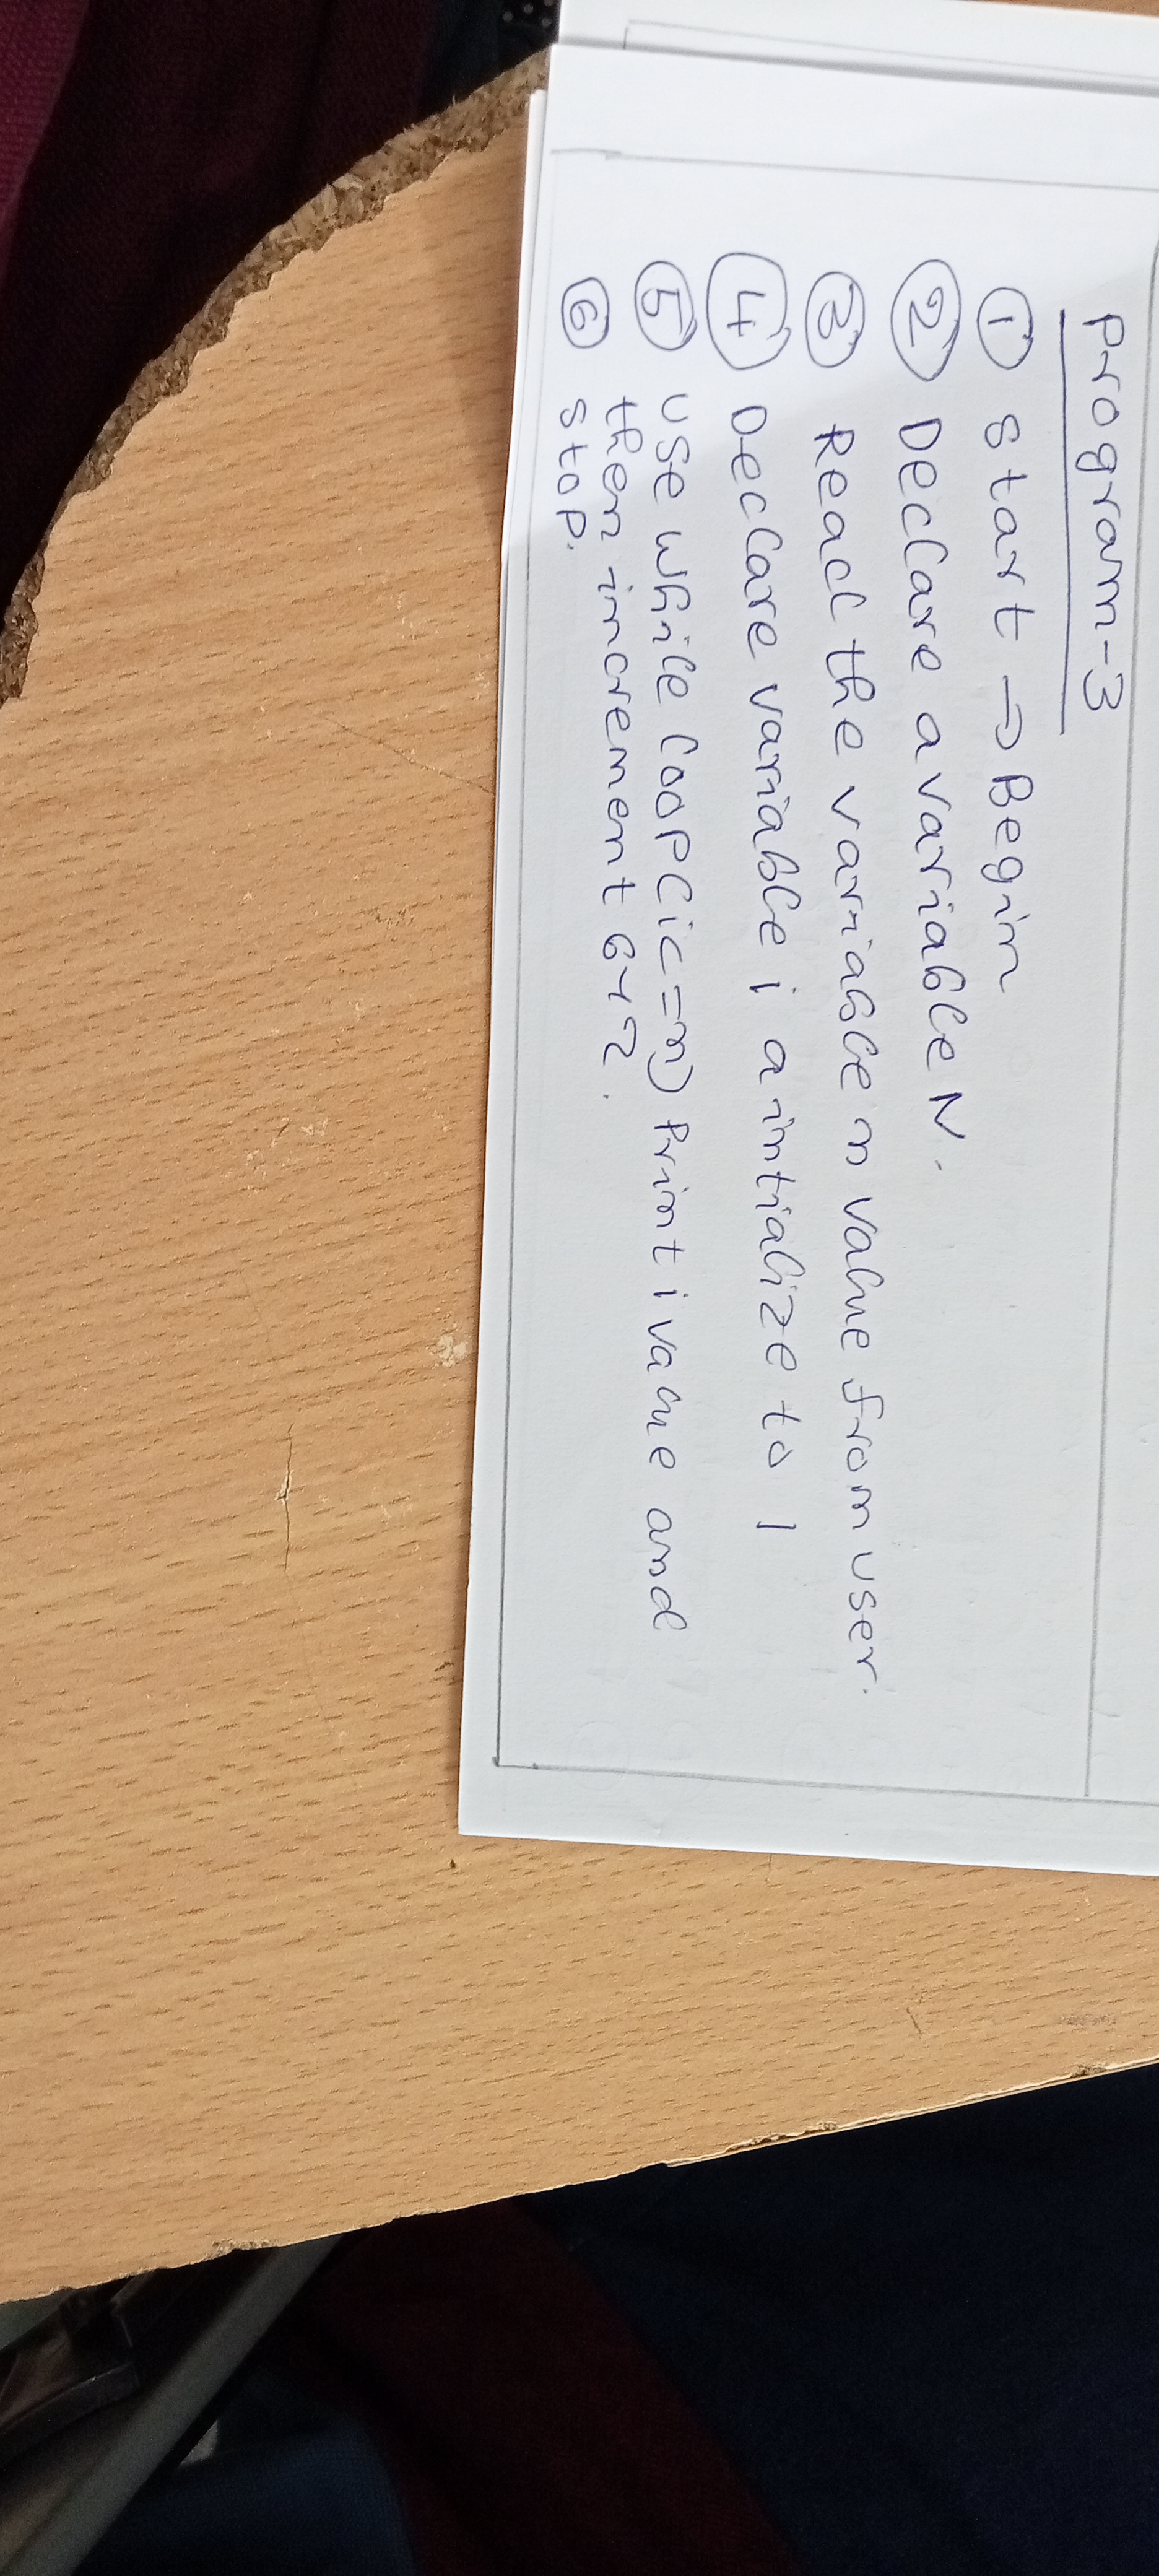 Program-3
① Start → Begin
② Declare a variable N.
③ Read the variable n value from user.
④ Declare variable i a intialize to 1
⑤ use while loop(i<=n) Print i value and
then increment by 2.
⑥ Stop.